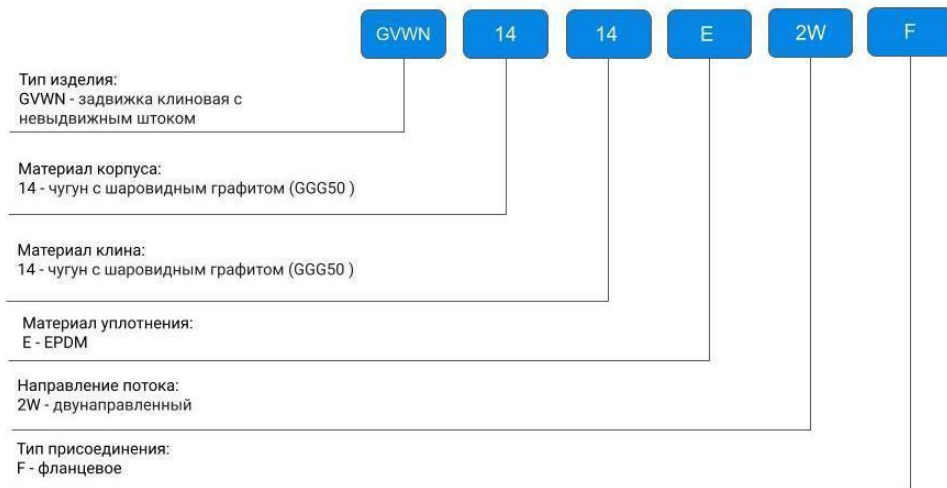 GVWN 14 14 E 2W F
Тип изделия:
GVWN - задвижка клиновая с
невыдвижным штоком
Материал корпуса:
14 - чугун с шаровидным графитом (GGG50 )
Материал клина:
14 - чугун с шаровидным графитом (GGG50 )
Материал уплотнения:
E - EPDM
Направление потока:
2W - двунаправленный
Тип присоединения:
F - фланцевое